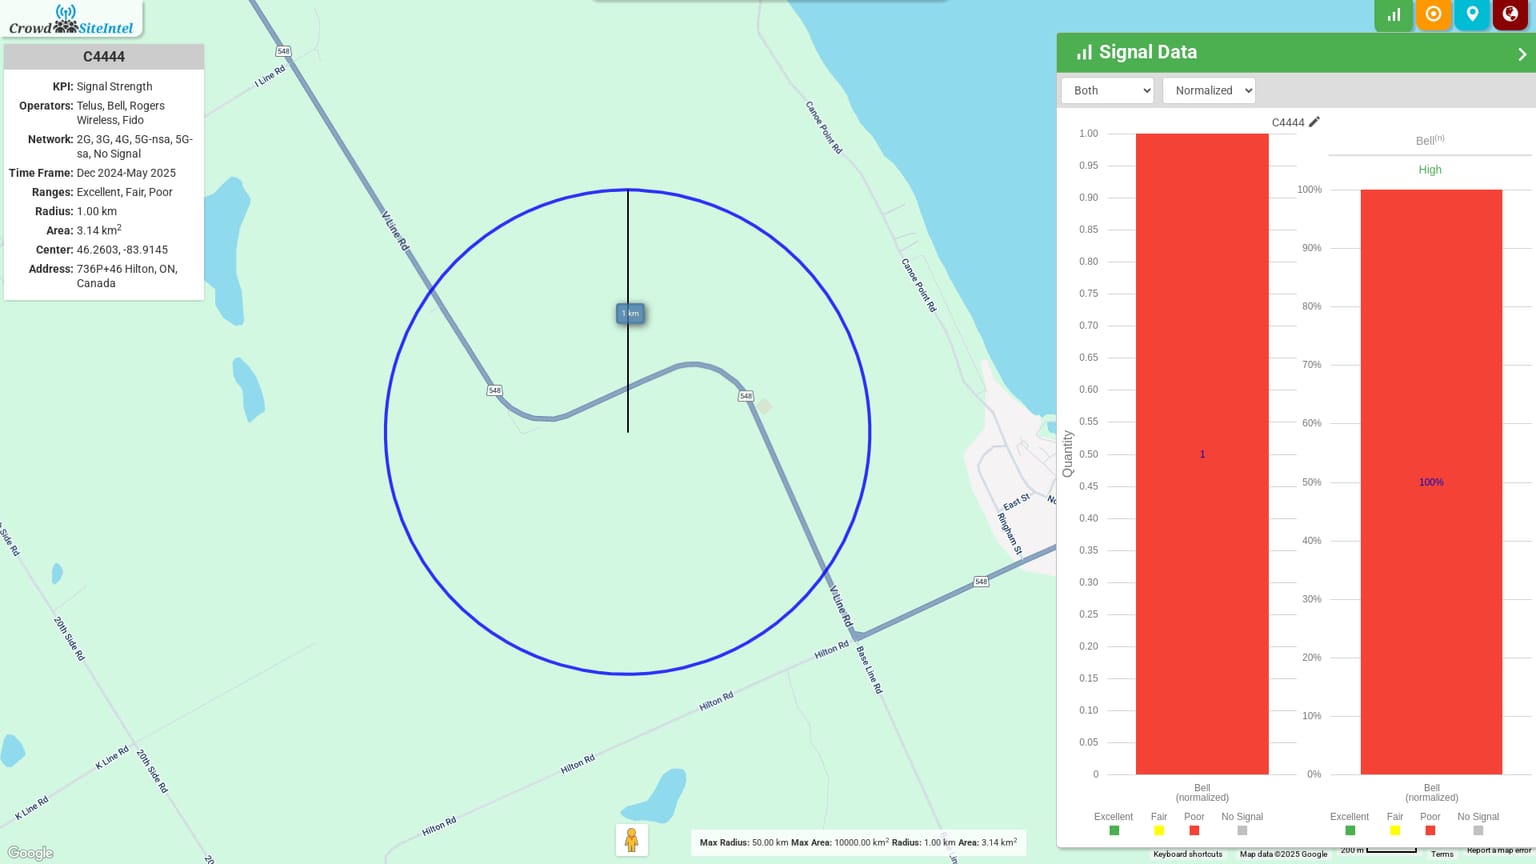 Crowd SiteIntel
C4444
KPI: Signal Strength
Operators: Telus, Bell, Rogers
Wireless, Fido
Network: 2G, 3G, 4G, 5G-nsa, 5G-
sa, No Signal
Time Frame: Dec 2024-May 2025
Ranges: Excellent, Fair, Poor
Radius: 1.00 km
Area: 3.14 km²
Center: 46.2603, -83.9145
Address: 736P+46 Hilton, ON,
Canada
548
I Line Rd
V Line Rd
Canoe Point Rd
Canoe Point Rd
1 km
548
548
East St
Ringham St
548
V Line Rd
Hilton Rd
Base Line Rd
Hilton Rd
Hilton Rd
Hilton Rd
Side Rd
20th Side Rd
20th Side Rd
K Line Rd
K Line Rd
Google
Max Radius: 50.00 km Max Area: 10000.00 km² Radius: 1.00 km Area: 3.14 km²
Signal Data
Both
Normalized
C4444
Quantity
1.00
0.95
0.90
0.85
0.80
0.75
0.70
0.65
0.60
0.55
0.50
0.45
0.40
0.35
0.30
0.25
0.20
0.15
0.10
0.05
0
1
Bell
(normalized)
Excellent Fair Poor No Signal
Bell(n)
High
100%
90%
80%
70%
60%
50%
40%
30%
20%
10%
0%
100%
Bell
(normalized)
Excellent Fair Poor No Signal
Keyboard shortcuts
Map data ©2025 Google
200 m
Terms
Report a map error